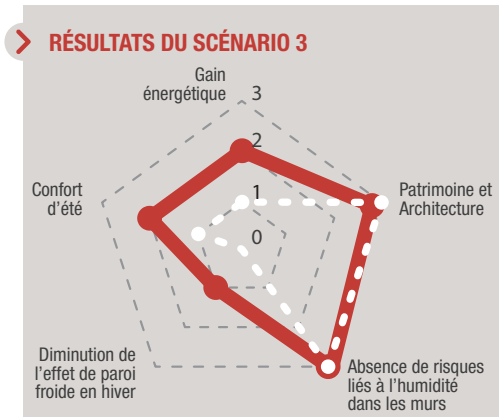 RÉSULTATS DU SCÉNARIO 3
Gain
énergétique
3
2
1
0
Confort
d’été
Patrimoine et
Architecture
Diminution de
l’effet de paroi
froide en hiver
Absence de risques
liés à l’humidité
dans les murs